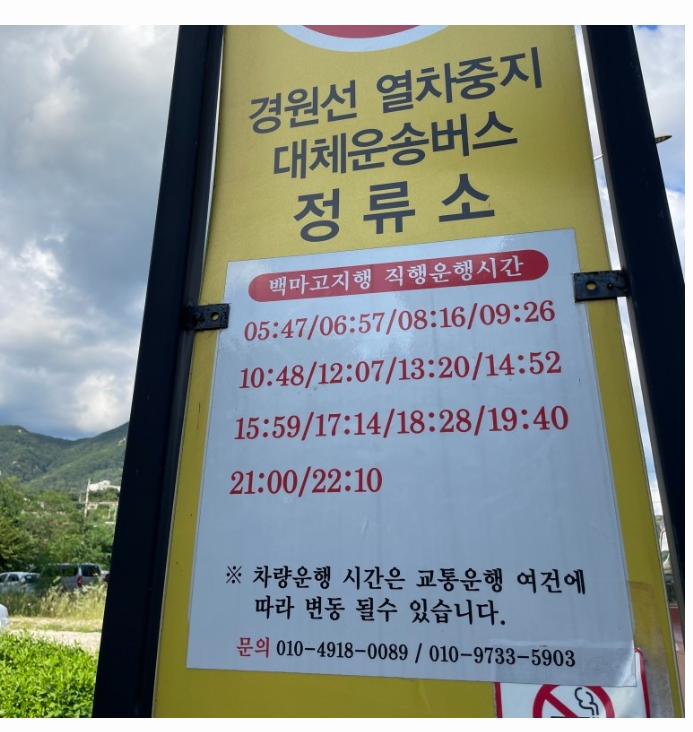 경원선 열차중지
대체운송버스
정류소
백마고지행 직행운행시간
05:47/06:57/08:16/09:26
10:48/12:07/13:20/14:52
15:59/17:14/18:28/19:40
21:00/22:10
※ 차량운행 시간은 교통운행 여건에
따라 변동 될수 있습니다.
문의 010-4918-0089 / 010-9733-5903